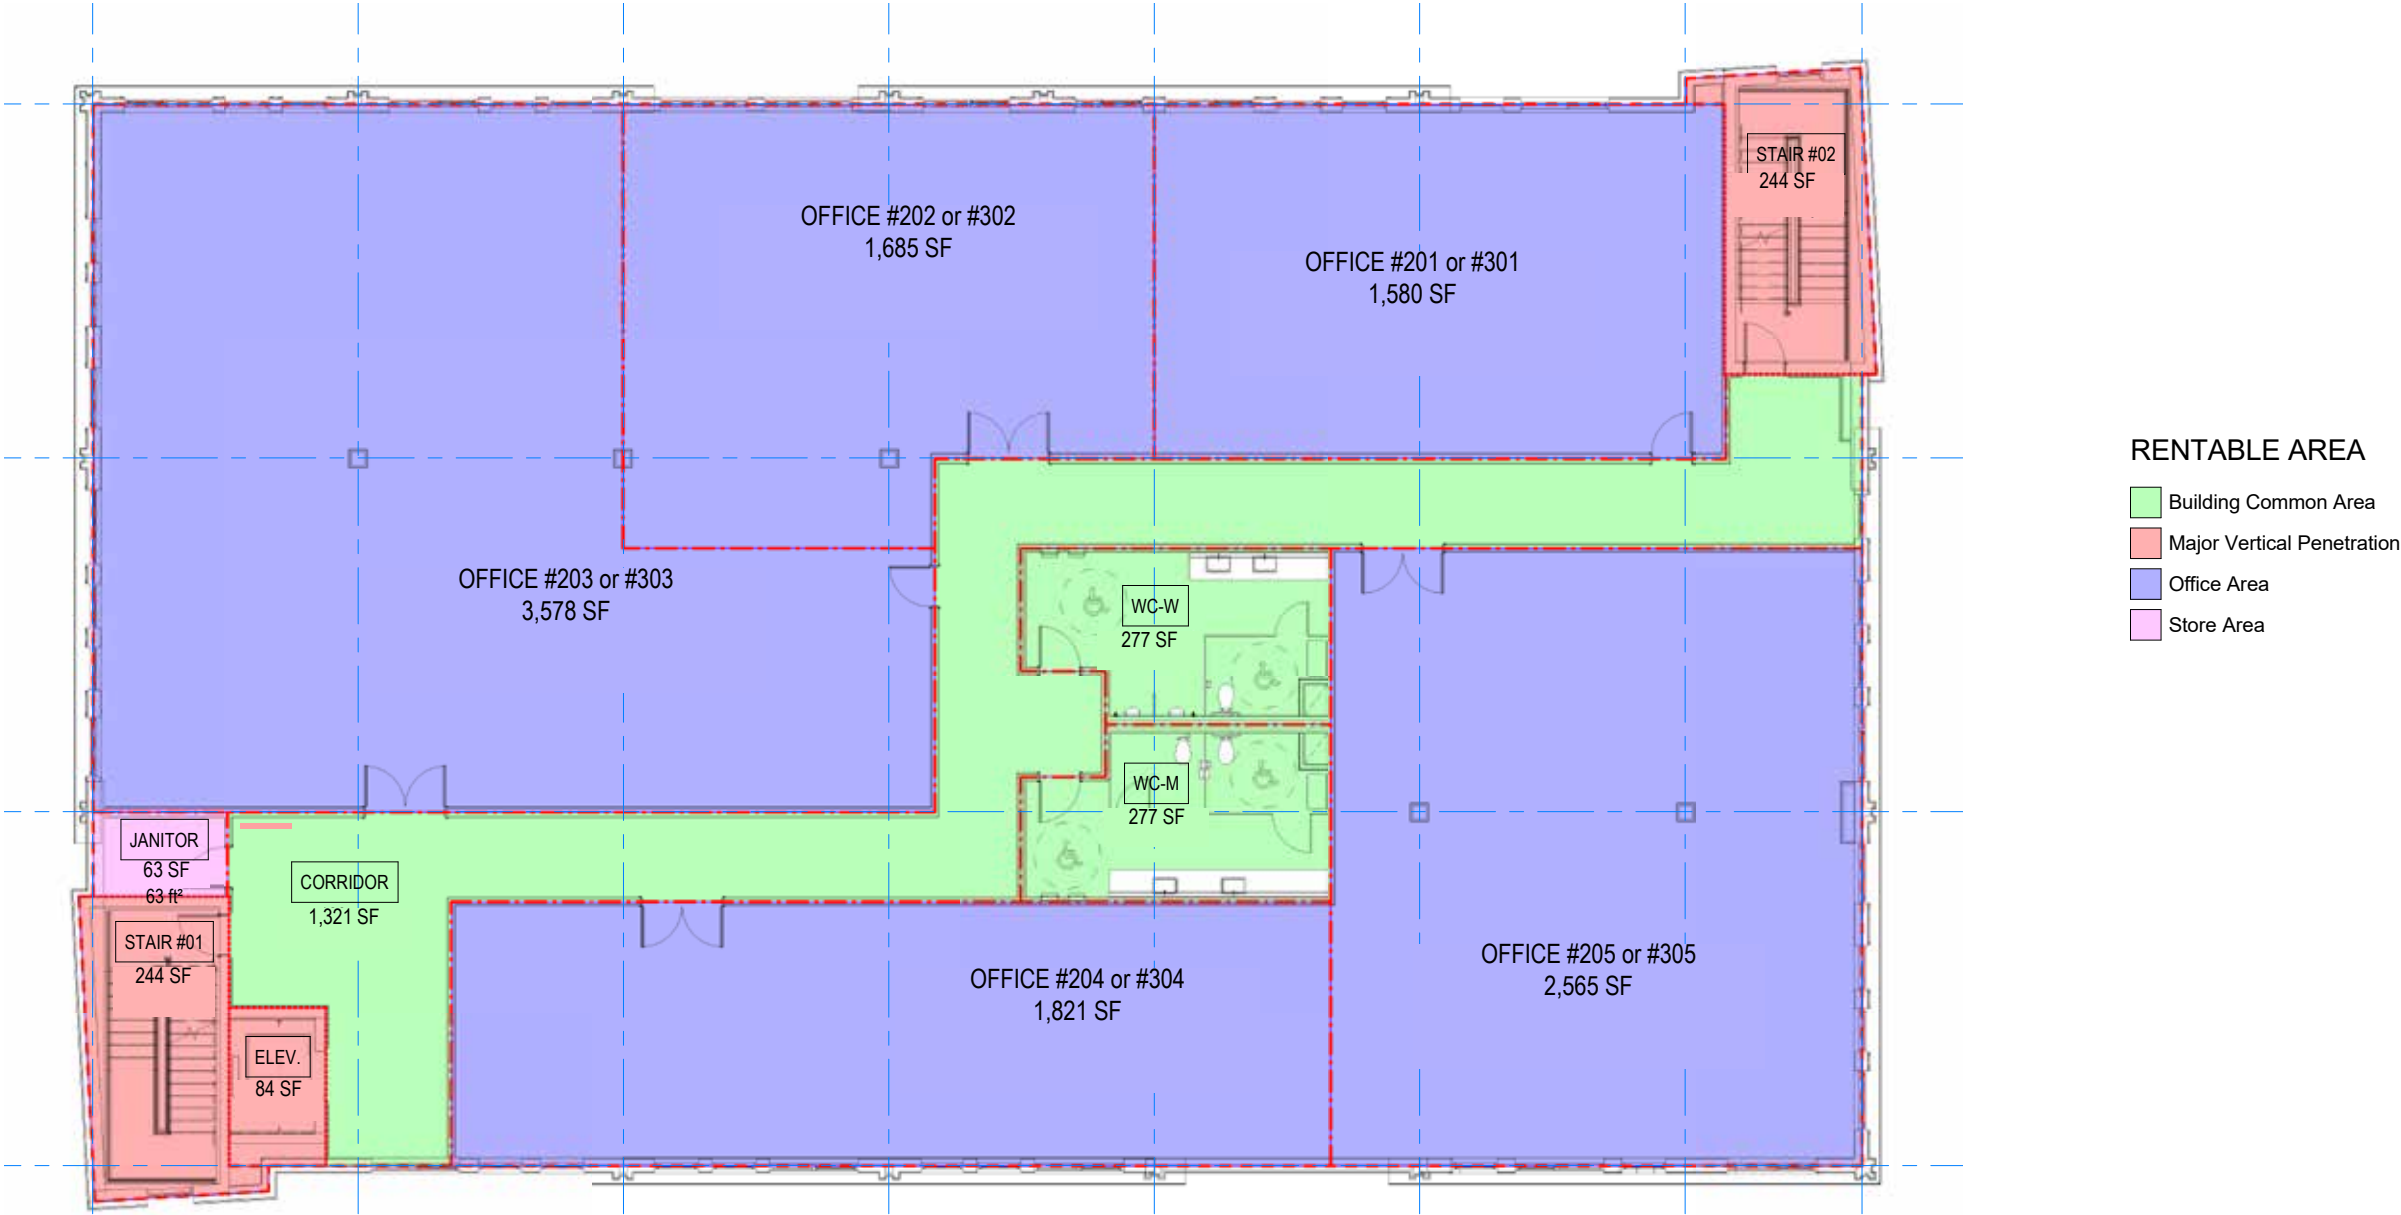 STAIR #02
244 SF
OFFICE #202 or #302
1,685 SF
OFFICE #201 or #301
1,580 SF
RENTABLE AREA
Building Common Area
Major Vertical Penetration
Office Area
Store Area
OFFICE #203 or #303
3,578 SF
WC-W
277 SF
WC-M
277 SF
JANITOR
63 SF
63 ft²
CORRIDOR
1,321 SF
STAIR #01
244 SF
ELEV.
84 SF
OFFICE #204 or #304
1,821 SF
OFFICE #205 or #305
2,565 SF